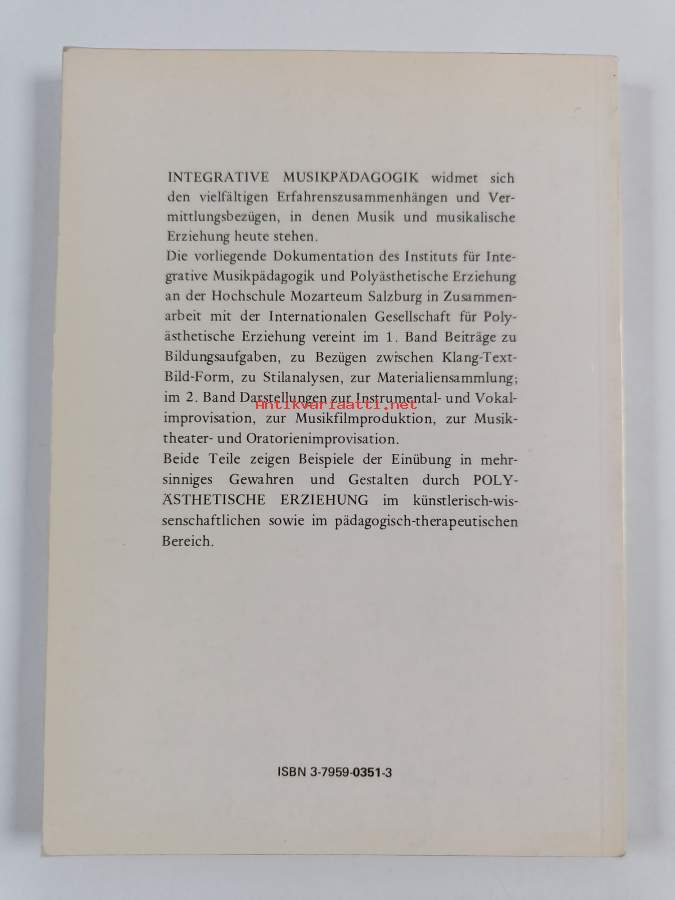 INTEGRATIVE MUSIKPÄDAGOGIK widmet sich
den vielfältigen Erfahrenszusammenhängen und Ver-
mittlungsbezügen, in denen Musik und musikalische
Erziehung heute stehen.
Die vorliegende Dokumentation des Instituts für Inte-
grative Musikpädagogik und Polyästhetische Erziehung
an der Hochschule Mozarteum Salzburg in Zusammen-
arbeit mit der Internationalen Gesellschaft für Poly-
ästhetische Erziehung vereint im 1. Band Beiträge zu
Bildungsaufgaben, zu Bezügen zwischen Klang-Text-
Bild-Form, zu Stilanalysen, zur Materialiensammlung;
im 2. Band Darstellungen zur Instrumental- und Vokal-
antikvariaatti.net
improvisation, zur Musikfilmproduktion, zur Musik-
theater- und Oratorienimprovisation.
Beide Teile zeigen Beispiele der Einübung in mehr-
sinniges Gewahren und Gestalten durch POLY-
ÄSTHETISCHE ERZIEHUNG im künstlerisch-wis-
senschaftlichen sowie im pädagogisch-therapeutischen
Bereich.
ISBN 3-7959-0351-3